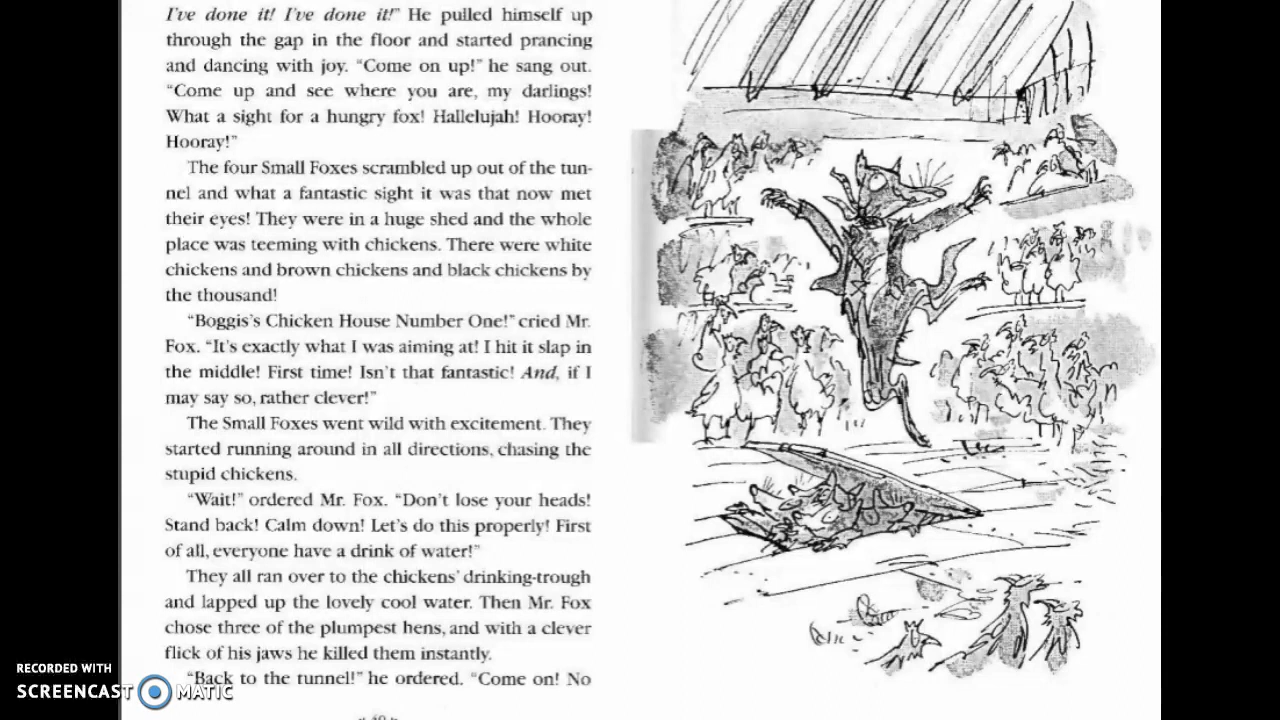 I've done it! I've done it!" He pulled himself up
through the gap in the floor and started prancing
and dancing with joy. "Come on up!" he sang out.
"Come up and see where you are, my darlings!
What a sight for a hungry fox! Hallelujah! Hooray!
Hooray!"
The four Small Foxes scrambled up out of the tun-
nel and what a fantastic sight it was that now met
their eyes! They were in a huge shed and the whole
place was teeming with chickens. There were white
chickens and brown chickens and black chickens by
the thousand!
"Boggis's Chicken House Number One!" cried Mr.
Fox. "It's exactly what I was aiming at! I hit it slap in
the middle! First time! Isn't that fantastic! And, if I
may say so, rather clever!"
The Small Foxes went wild with excitement. They
started running around in all directions, chasing the
stupid chickens.
"Wait!" ordered Mr. Fox. "Don't lose your heads!
Stand back! Calm down! Let's do this properly! First
of all, everyone have a drink of water!"
They all ran over to the chickens' drinking-trough
and lapped up the lovely cool water. Then Mr. Fox
chose three of the plumpest hens, and with a clever
flick of his jaws he killed them instantly.
"Back to the tunnel!" he ordered. "Come on! No
RECORDED WITH
SCREENCAST MATIC